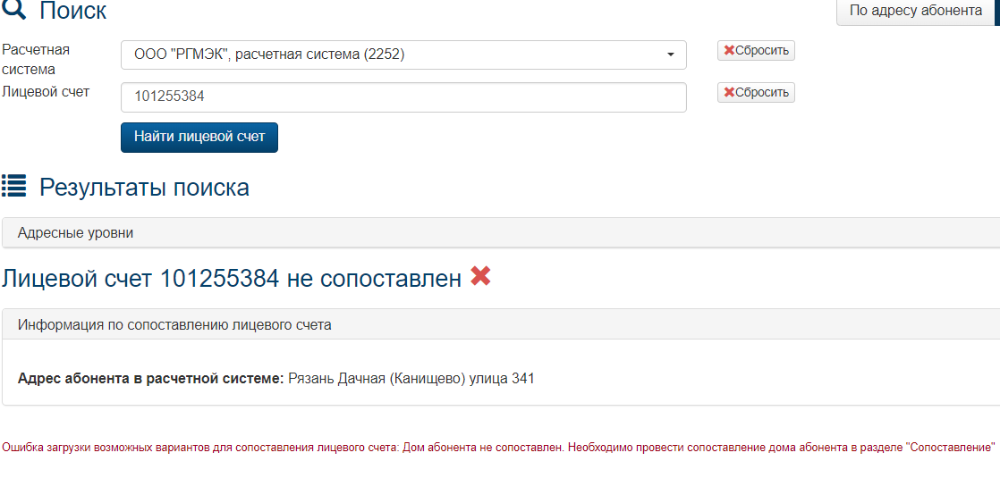 Поиск
По адресу абонента
Расчетная система
ООО "РГМЭК", расчетная система (2252)
Сбросить
Лицевой счет
101255384
Сбросить
Найти лицевой счет
Результаты поиска
Адресные уровни
Лицевой счет 101255384 не сопоставлен
Информация по сопоставлению лицевого счета
Адрес абонента в расчетной системе: Рязань Дачная (Канищево) улица 341
Ошибка загрузки возможных вариантов для сопоставления лицевого счета: Дом абонента не сопоставлен. Необходимо провести сопоставление дома абонента в разделе "Сопоставление"